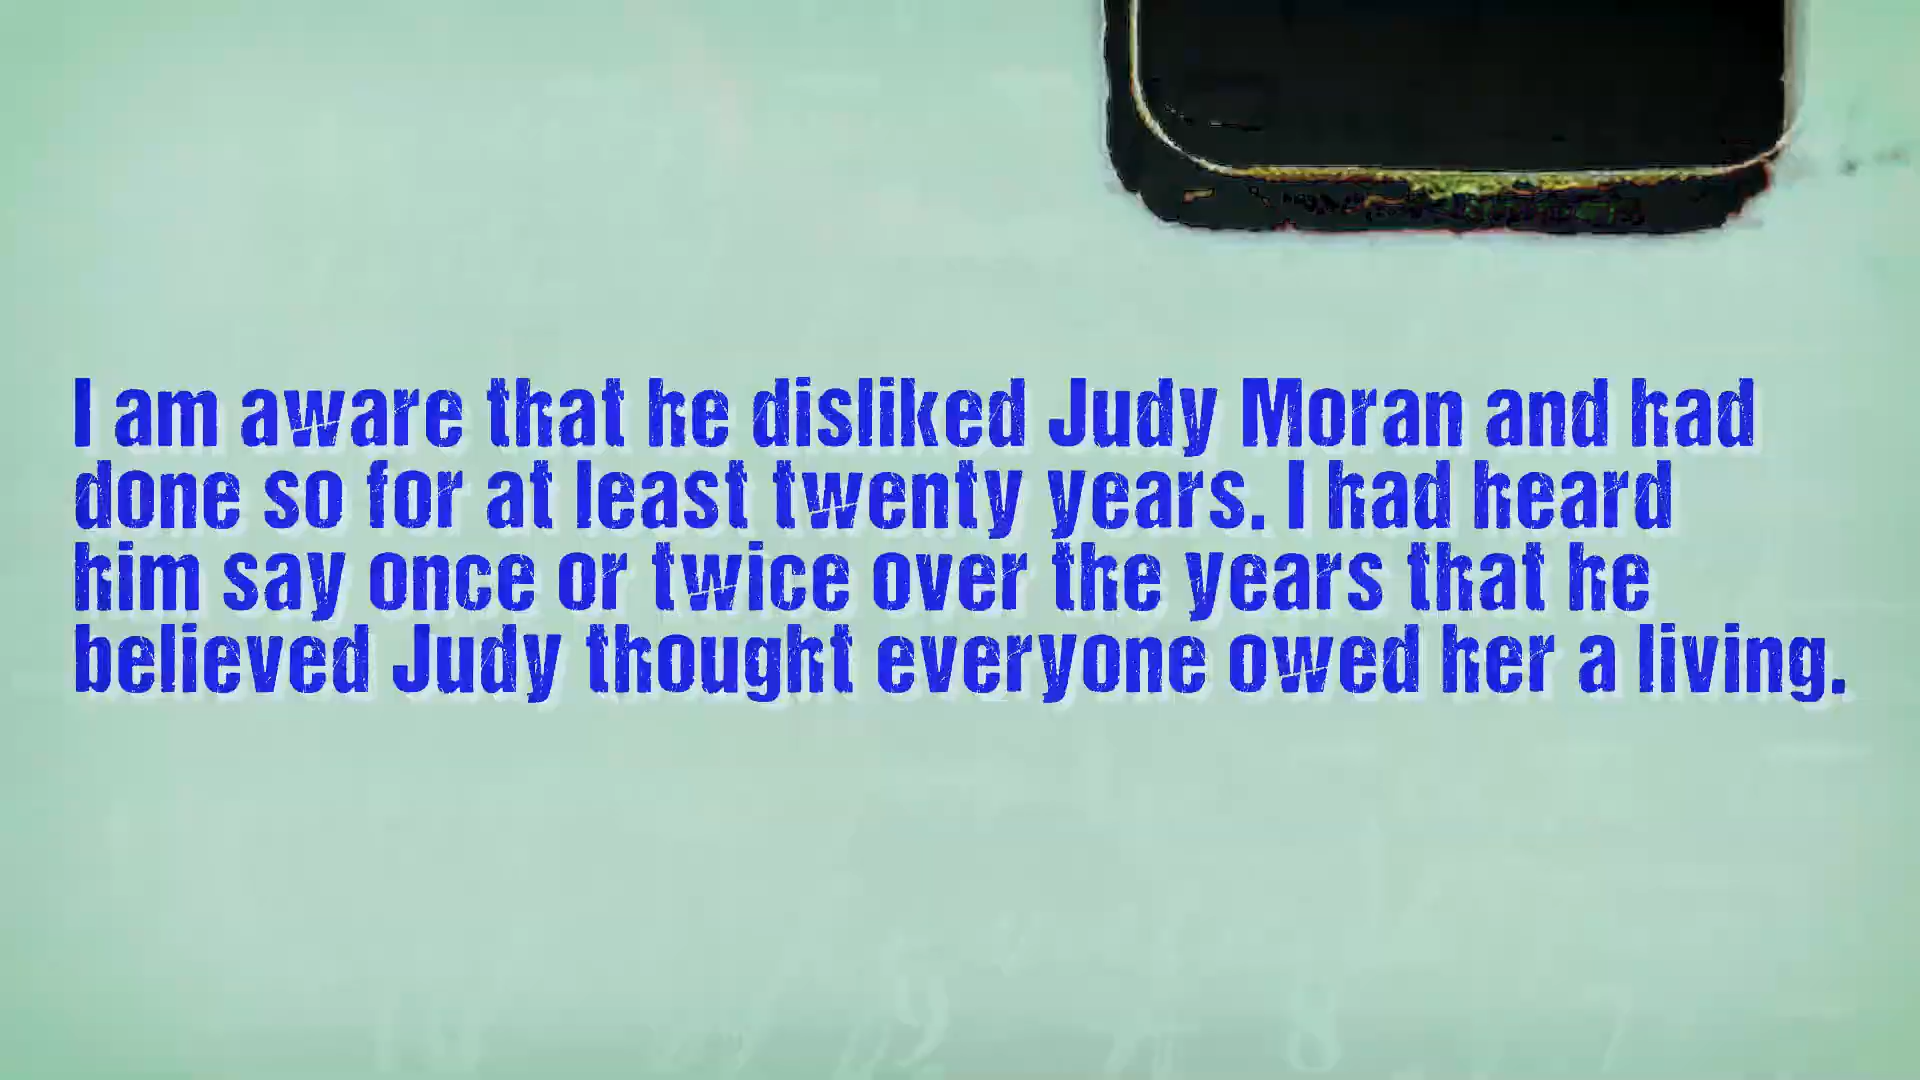 I am aware that he disliked Judy Moran and had
done so for at least twenty years. I had heard
him say once or twice over the years that he
believed Judy thought everyone owed her a living.